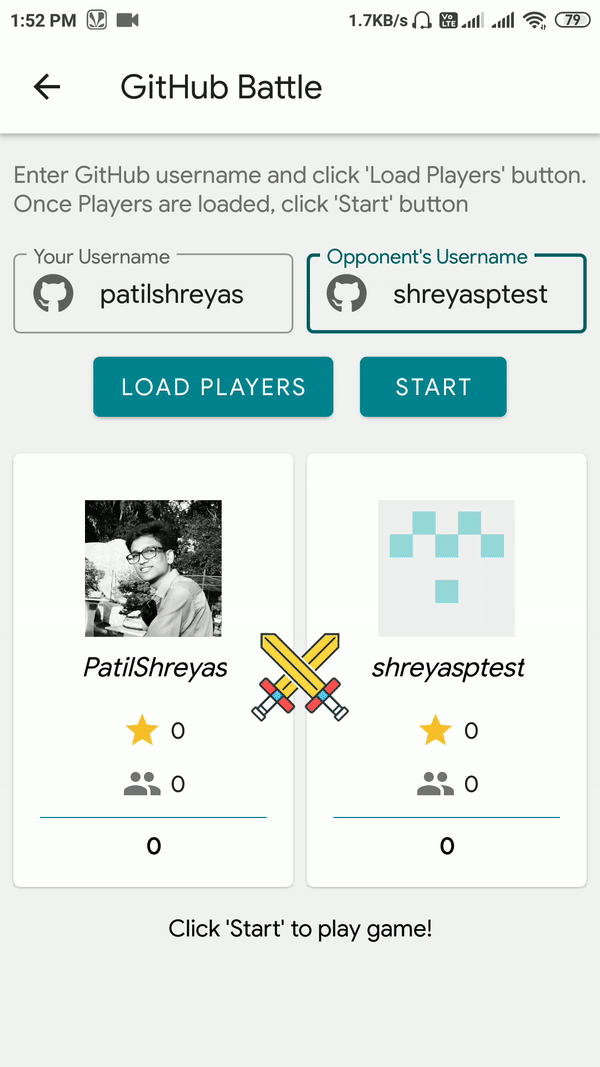 1:52 PM
1.7KB/s
Vo LTE
79
GitHub Battle
Enter GitHub username and click 'Load Players' button.
Once Players are loaded, click 'Start' button
Your Username
patilshreyas
Opponent's Username
shreyasptest
LOAD PLAYERS
START
PatilShreyas
shreyasptest
0
0
0
0
0
0
Click 'Start' to play game!